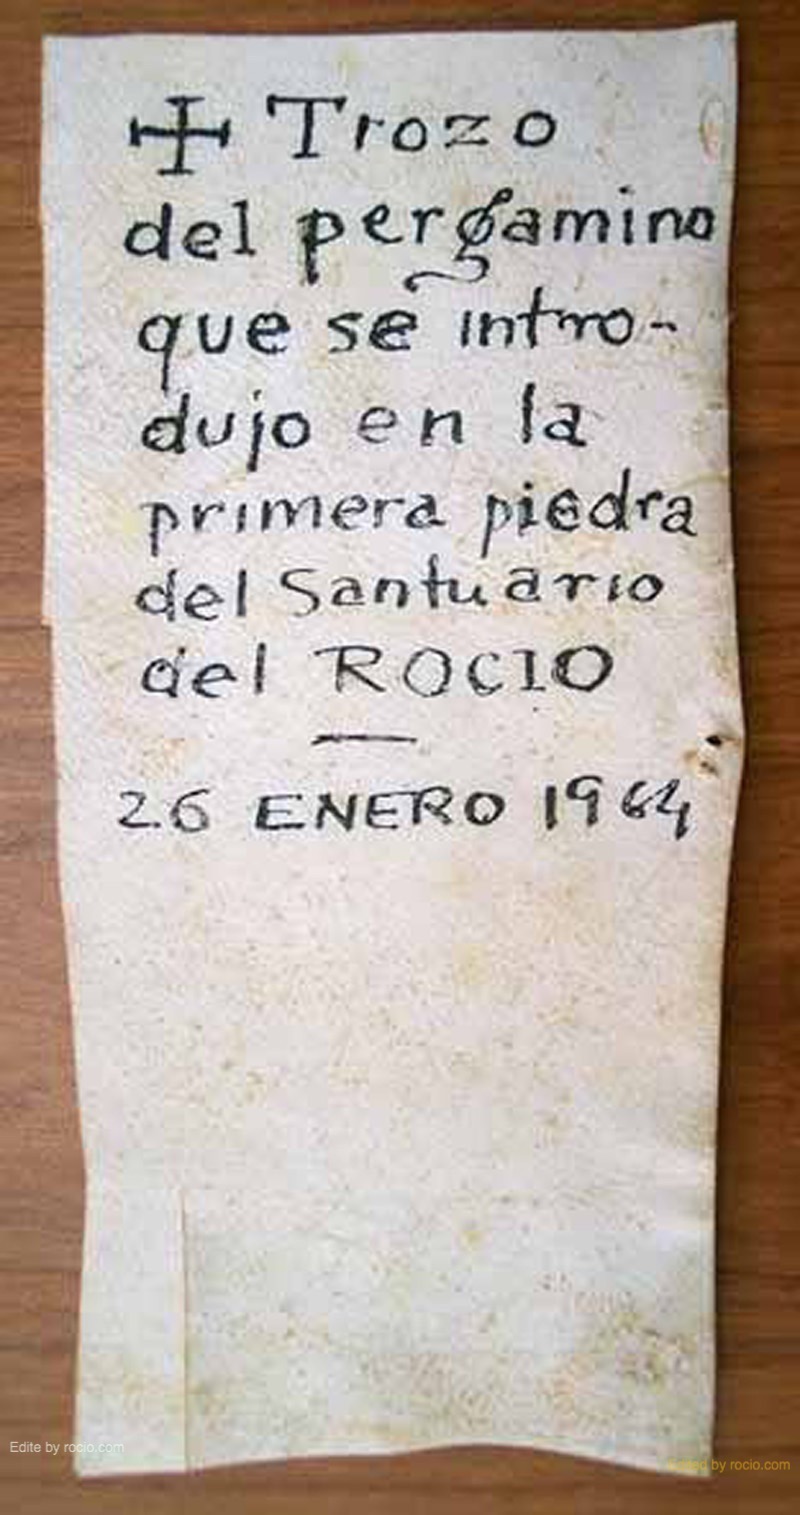 ✠ Trozo
del pergamino
que se intro-
dujo en la
primera piedra
del Santuario
del ROCIO
—
26 ENERO 1964
Edite by rocio.com
by rocio.com